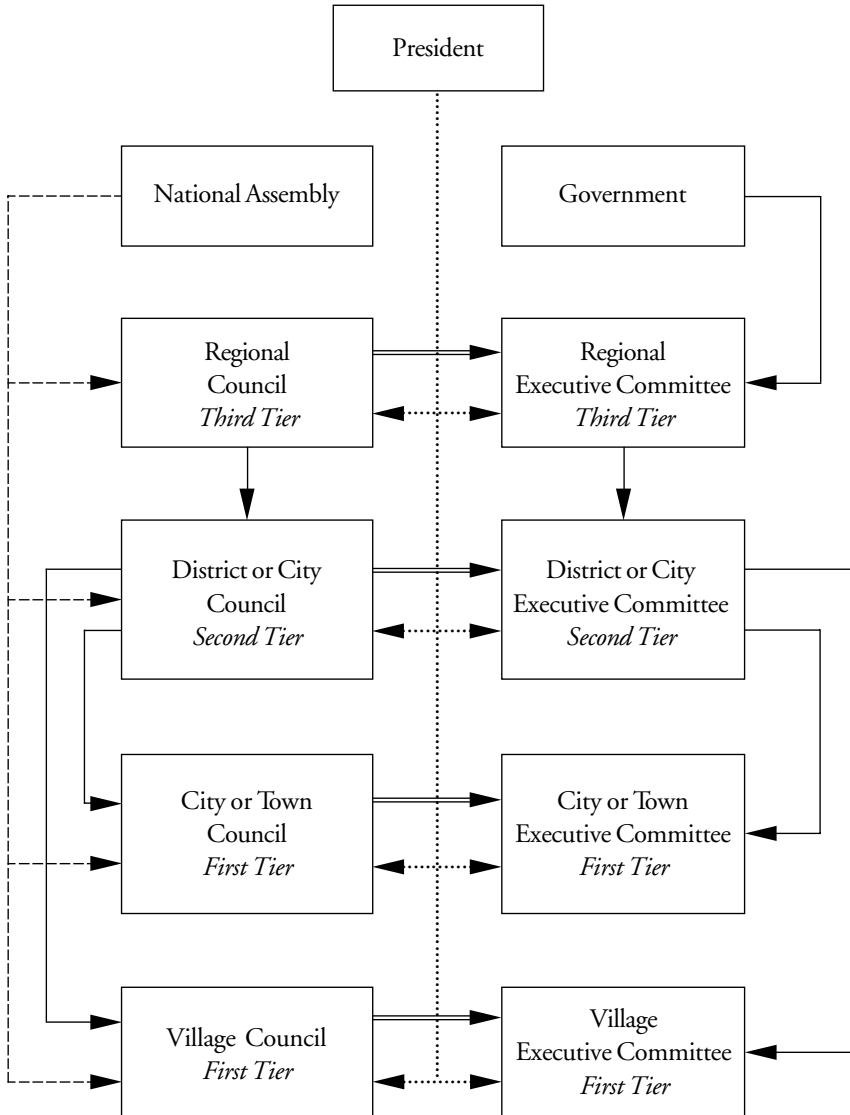 President
National Assembly
Government
Regional
Council
Third Tier
Regional
Executive Committee
Third Tier
District or City
Council
Second Tier
District or City
Executive Committee
Second Tier
City or Town
Council
First Tier
City or Town
Executive Committee
First Tier
Village Council
First Tier
Village
Executive Committee
First Tier